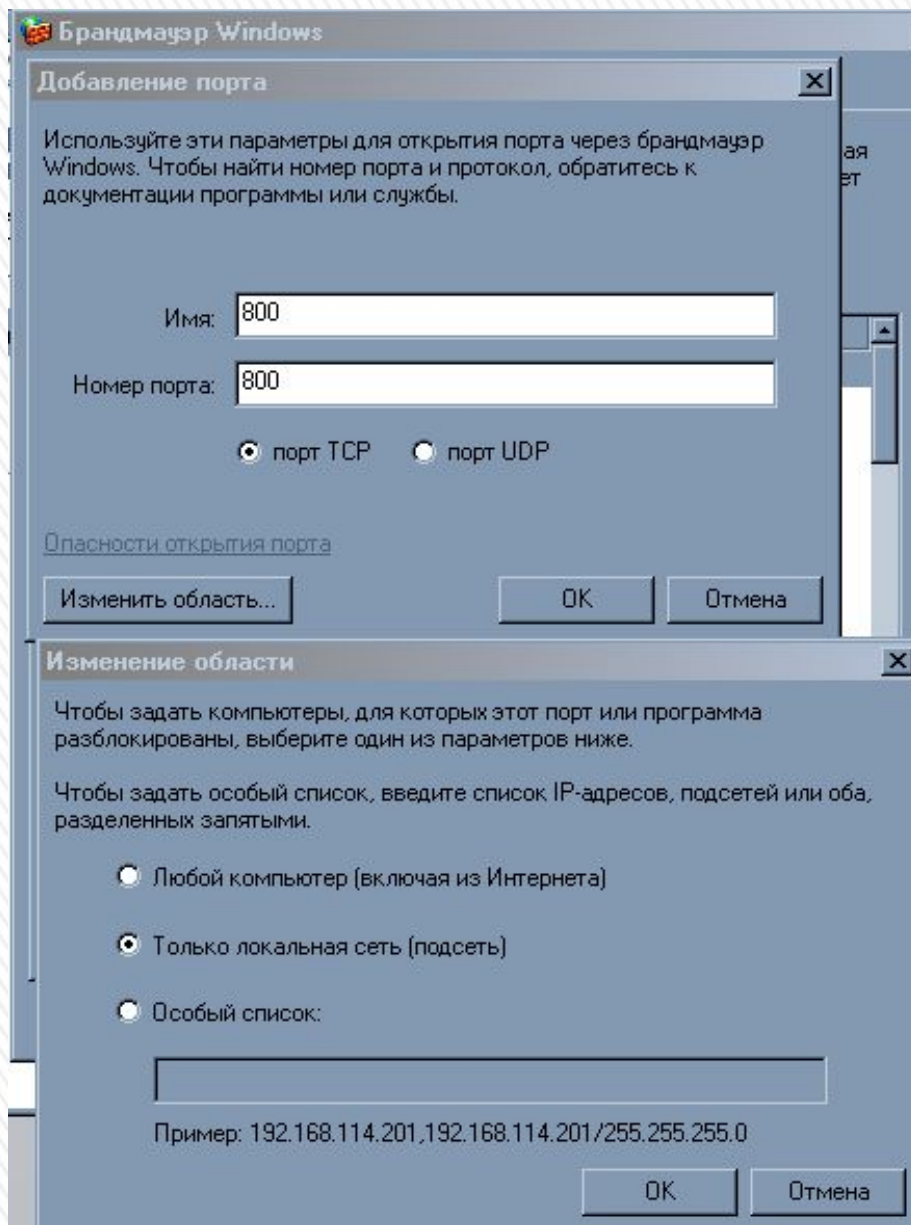 Брандмауэр Windows
Добавление порта
Используйте эти параметры для открытия порта через брандмауэр
Windows. Чтобы найти номер порта и протокол, обратитесь к
документации программы или службы.
ая
ет
Имя: 800
Номер порта: 800
порт TCP порт UDP
Опасности открытия порта
Изменить область... ОК Отмена
Изменение области
Чтобы задать компьютеры, для которых этот порт или программа
разблокированы, выберите один из параметров ниже.
Чтобы задать особый список, введите список IP-адресов, подсетей или оба,
разделенных запятыми.
Любой компьютер (включая из Интернета)
Только локальная сеть (подсеть)
Особый список:
Пример: 192.168.114.201,192.168.114.201/255.255.255.0
ОК Отмена